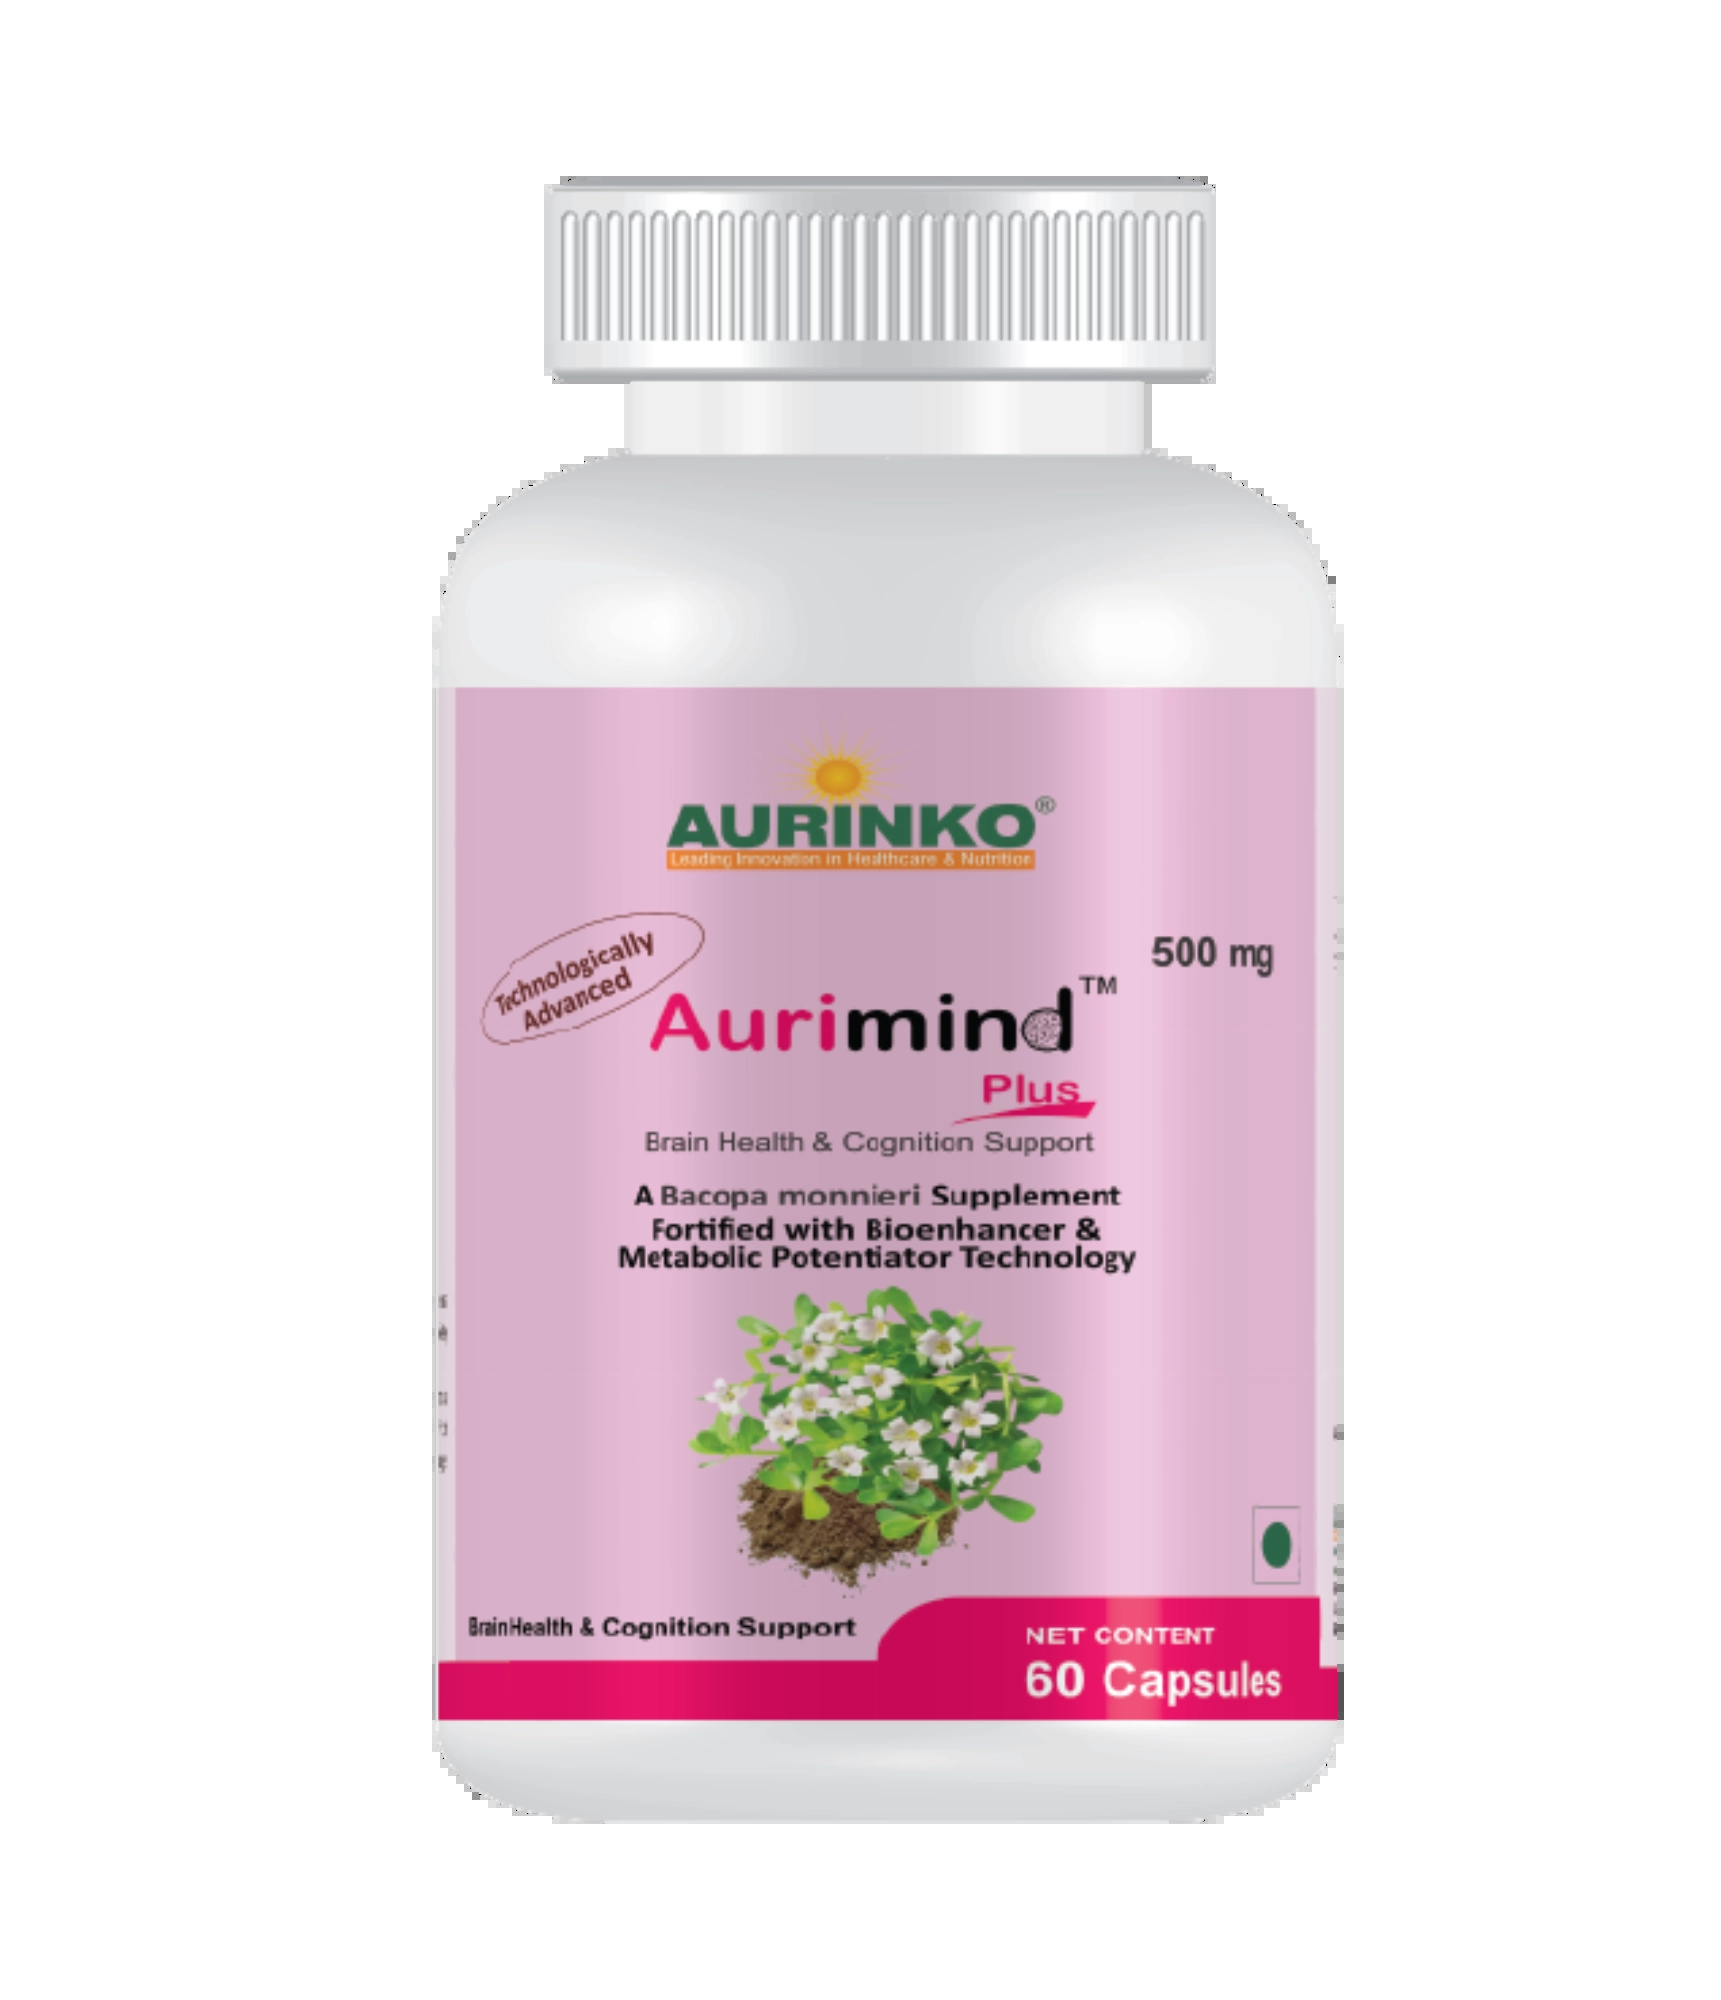 AURINKO®
Leading Innovation in Healthcare & Nutrition
Technologically
Advanced
500 mg
Aurimind™
Plus
Brain Health & Cognition Support
A Bacopa monnieri Supplement
Fortified with Bioenhancer &
Metabolic Potentiator Technology
BrainHealth & Cognition Support
NET CONTENT
60 Capsules